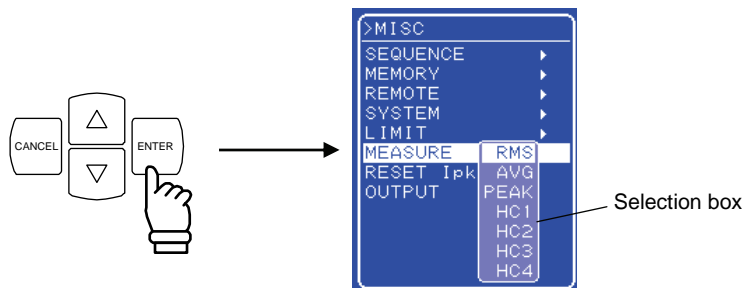 CANCEL
ENTER
>MISC
SEQUENCE
MEMORY
REMOTE
SYSTEM
LIMIT
MEASURE RMS
RESET Ipk AVG
OUTPUT PEAK
HC1
HC2
HC3
HC4
Selection box